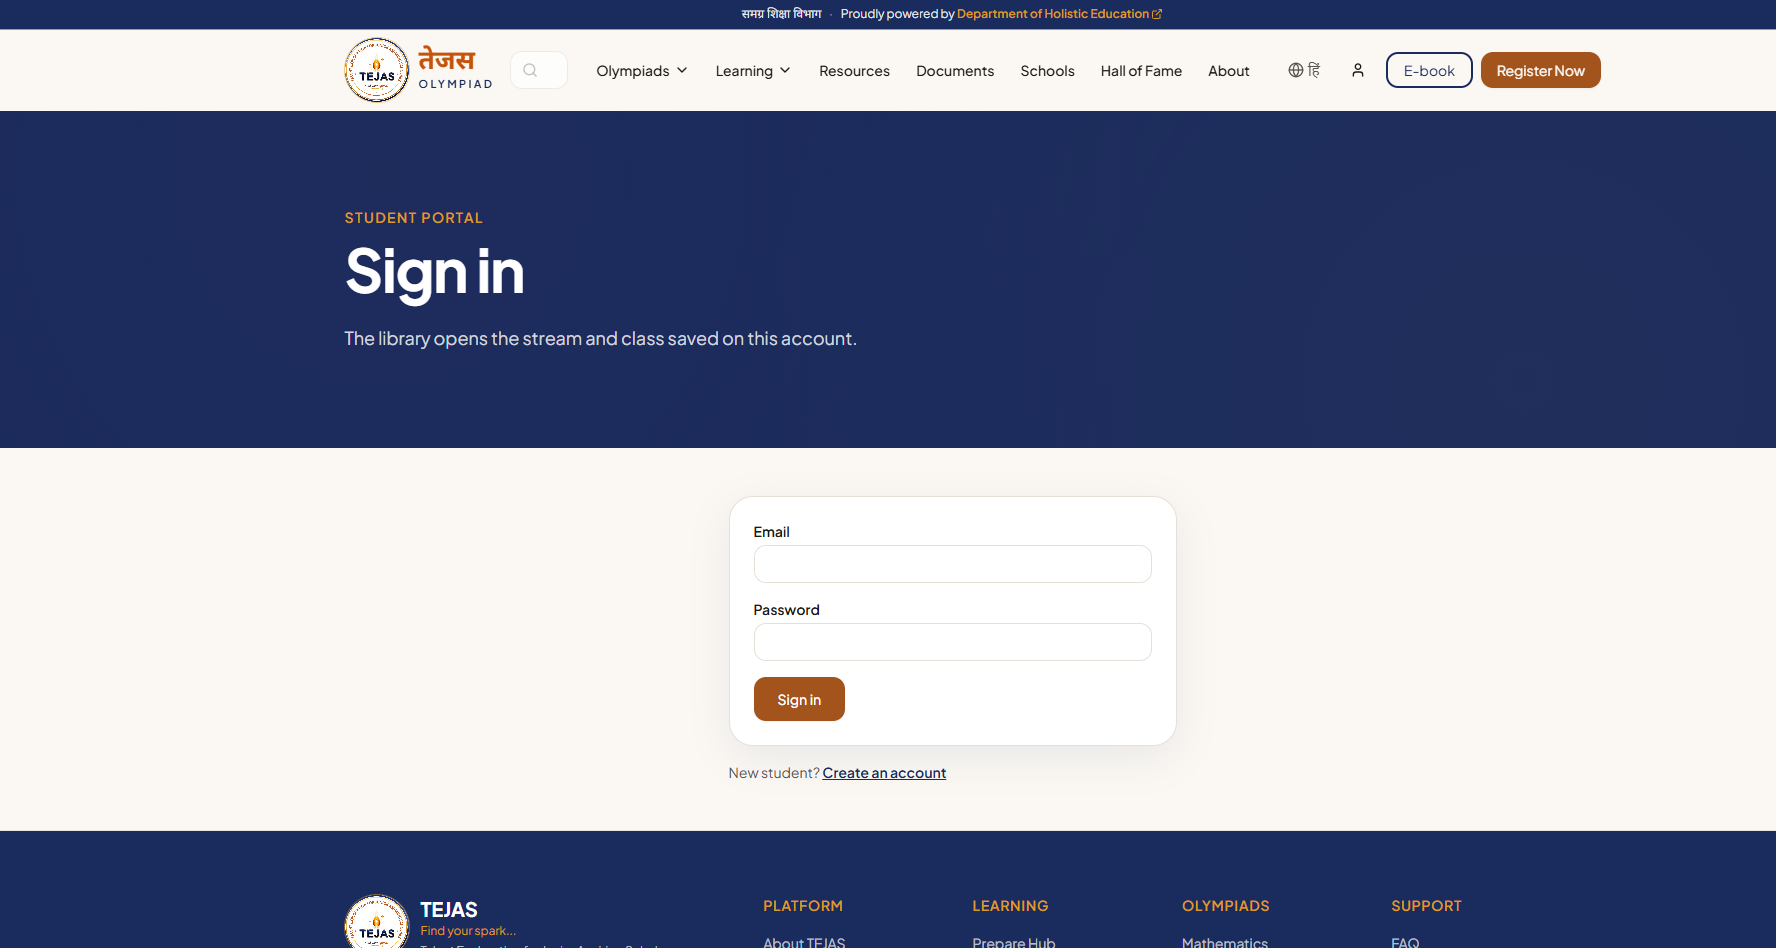 समग्र शिक्षा विभाग · Proudly powered by Department of Holistic Education
TEJAS
तेजस
OLYMPIAD
Olympiads
Learning
Resources
Documents
Schools
Hall of Fame
About
हिं
E-book
Register Now
STUDENT PORTAL
Sign in
The library opens the stream and class saved on this account.
Email
Password
Sign in
New student? Create an account
TEJAS
TEJAS
Find your spark...
PLATFORM
About TEJAS
LEARNING
Prepare Hub
OLYMPIADS
Mathematics
SUPPORT
FAQ